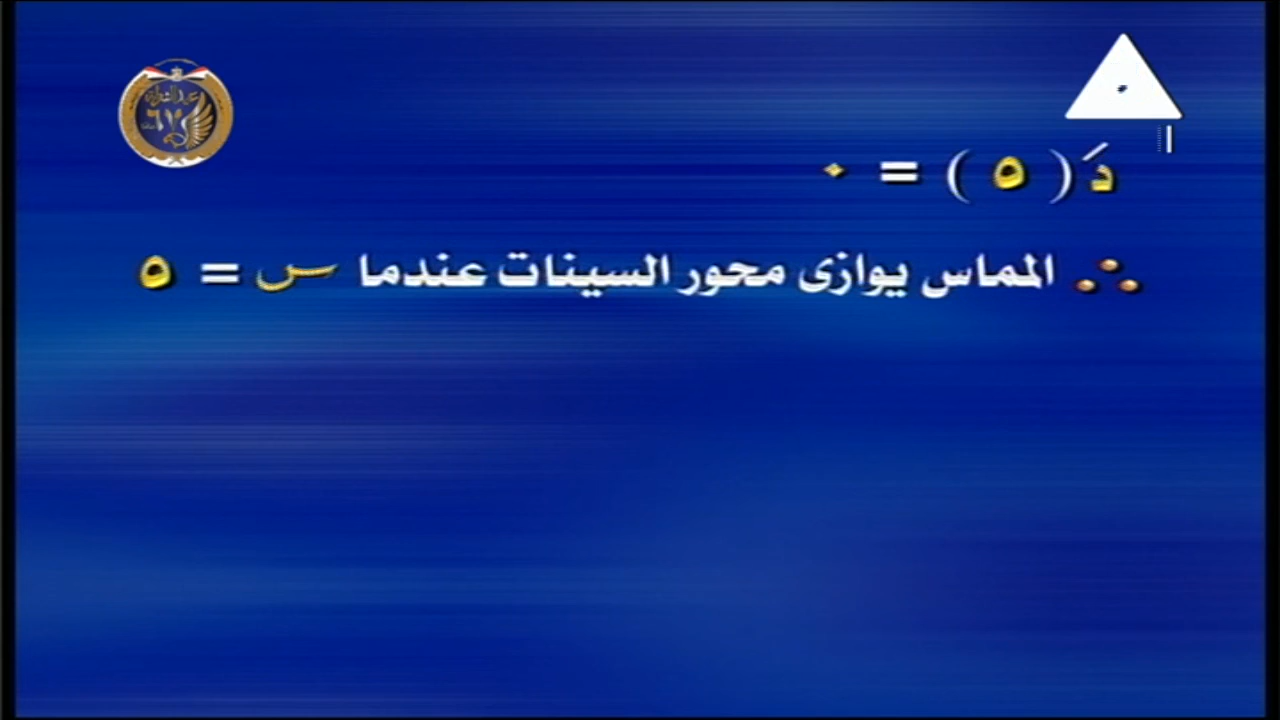 دَ ( ٥ ) = ٠
∴ المماس يوازى محور السينات عندما س = ٥